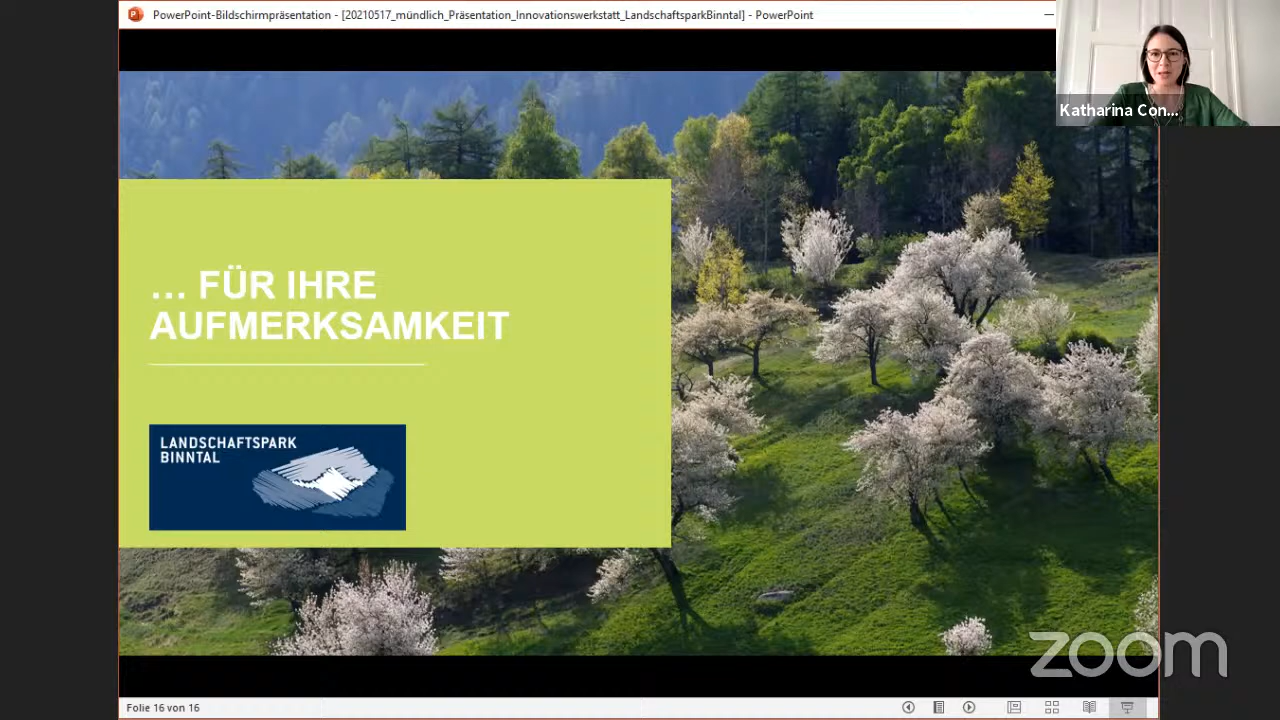 PowerPoint-Bildschirmpräsentation - [20210517_mündlich_Präsentation_Innovationswerkstatt_LandschaftsparkBinntal] - PowerPoint
Katharina Con...
... FÜR IHRE
AUFMERKSAMKEIT
LANDSCHAFTSPARK
BINNTAL
zoom
Folie 16 von 16